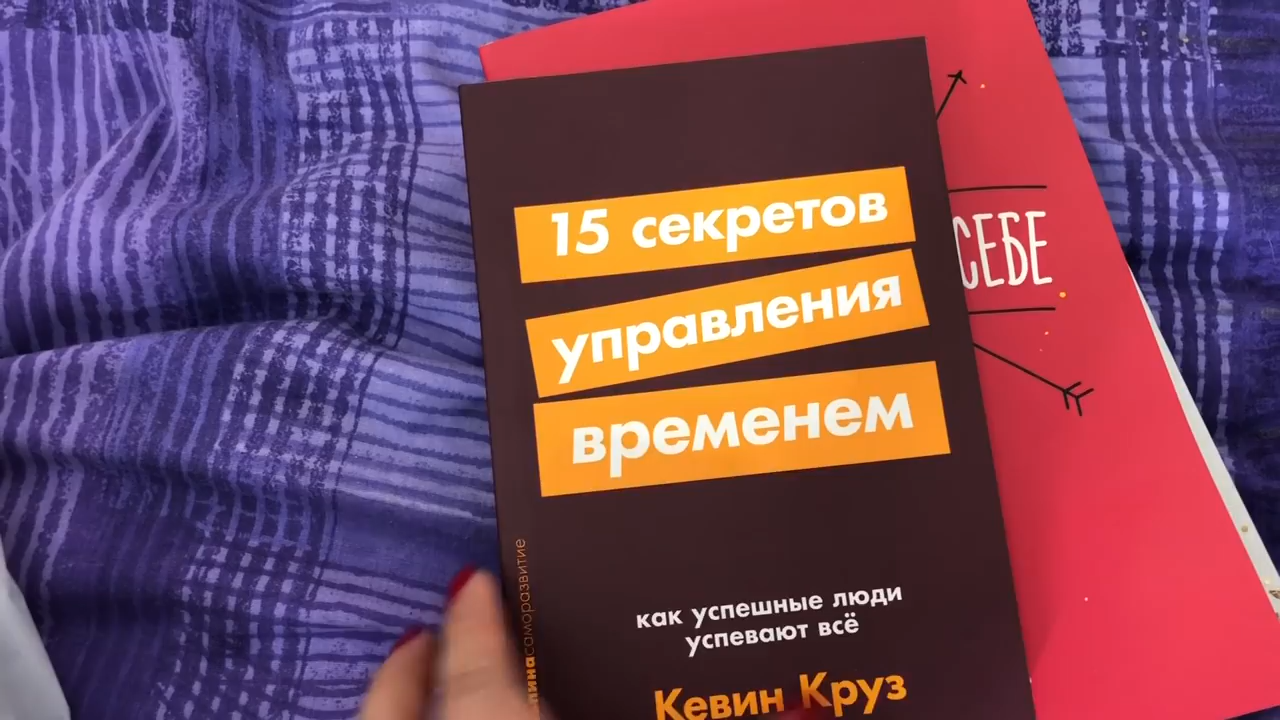 15 секретов
управления
временем
как успешные люди
успевают всё
Кевин Круз
саморазвитие
СЕБЕ